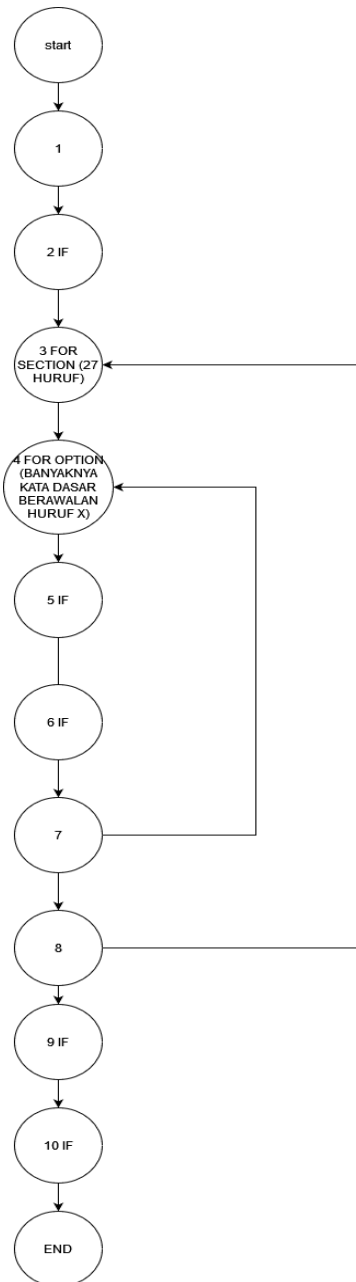 start
1
2 IF
3 FOR
SECTION (27
HURUF)
4 FOR OPTION
(BANYAKNYA
KATA DASAR
BERAWALAN
HURUF X)
5 IF
6 IF
7
8
9 IF
10 IF
END